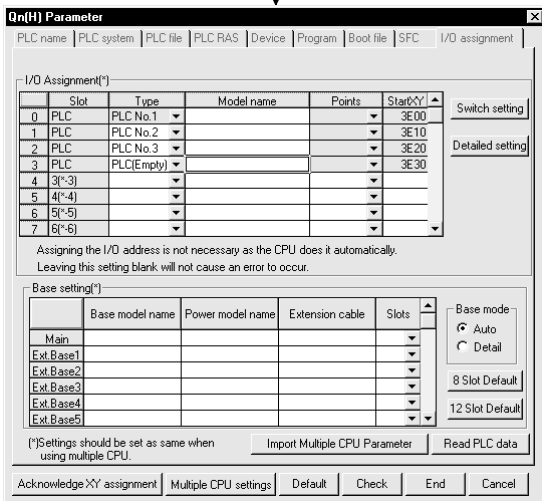 Qn(H) Parameter
PLC name PLC system PLC file PLC RAS Device Program Boot file SFC I/O assignment
I/O Assignment(*)
Slot Type Model name Points StartXY
0 PLC PLC No.1 3E00
1 PLC PLC No.2 3E10
2 PLC PLC No.3 3E20
3 PLC PLC(Empty) 3E30
4 3(*-3)
5 4(*-4)
6 5(*-5)
7 6(*-6)
Switch setting
Detailed setting
Assigning the I/O address is not necessary as the CPU does it automatically.
Leaving this setting blank will not cause an error to occur.
Base setting(*)
Base model name Power model name Extension cable Slots
Main
Ext.Base1
Ext.Base2
Ext.Base3
Ext.Base4
Ext.Base5
Base mode
Auto
Detail
8 Slot Default
12 Slot Default
(*)Settings should be set as same when
using multiple CPU.
Import Multiple CPU Parameter Read PLC data
Acknowledge XY assignment Multiple CPU settings Default Check End Cancel